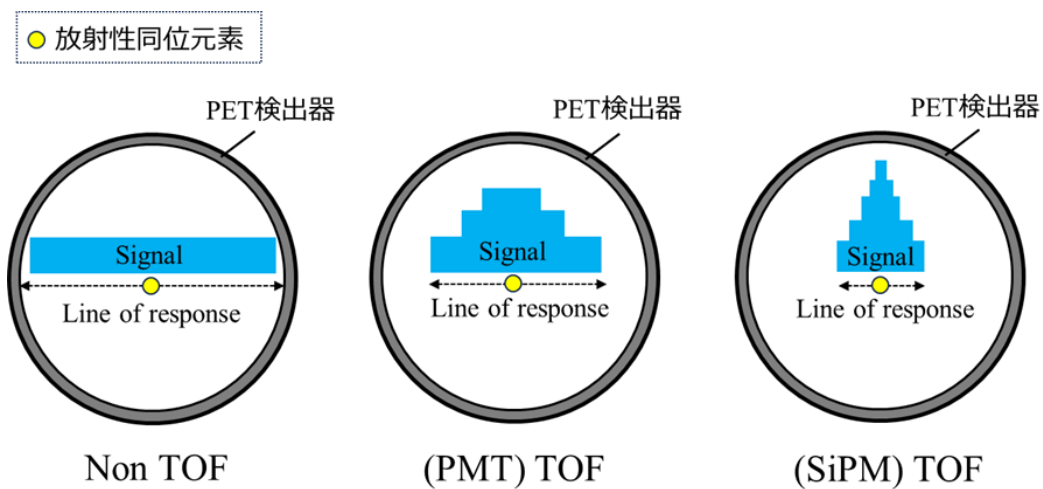 放射性同位元素
PET検出器
Signal
Line of response
Non TOF
PET検出器
Signal
Line of response
(PMT) TOF
PET検出器
Signal
Line of response
(SiPM) TOF